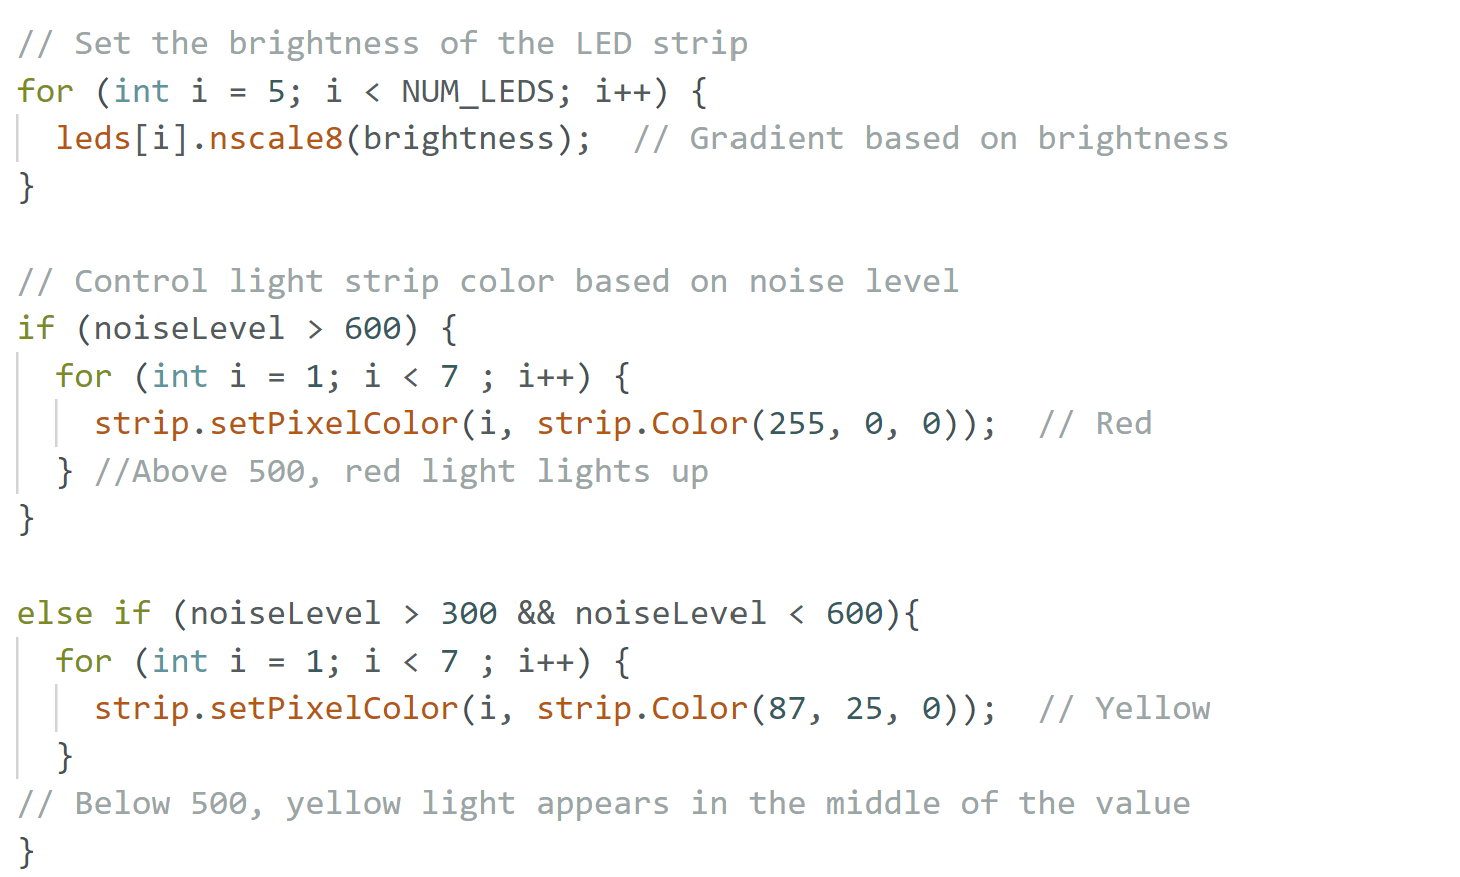 // Set the brightness of the LED strip
for (int i = 5; i < NUM_LEDS; i++) {
  leds[i].nscale8(brightness);  // Gradient based on brightness
}

// Control light strip color based on noise level
if (noiseLevel > 600) {
  for (int i = 1; i < 7 ; i++) {
    strip.setPixelColor(i, strip.Color(255, 0, 0));  // Red
  } //Above 500, red light lights up
}

else if (noiseLevel > 300 && noiseLevel < 600){
  for (int i = 1; i < 7 ; i++) {
    strip.setPixelColor(i, strip.Color(87, 25, 0));  // Yellow
  }
// Below 500, yellow light appears in the middle of the value
}